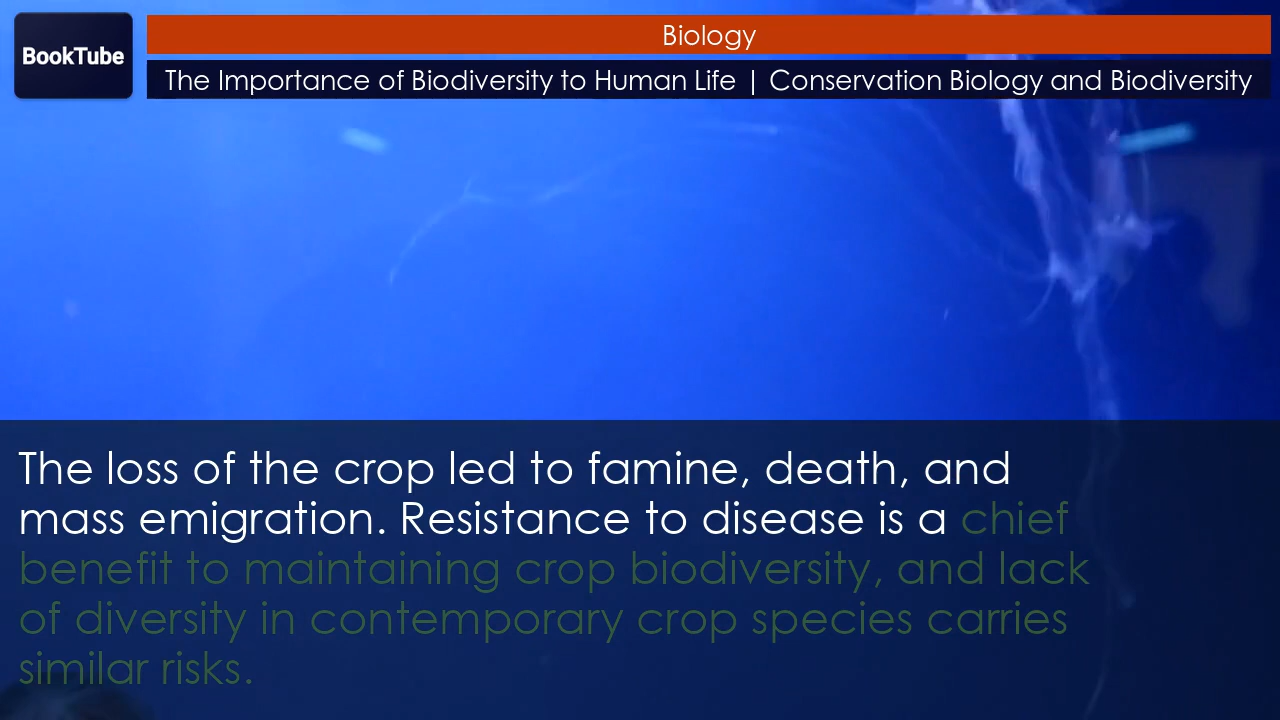 BookTube
Biology
The Importance of Biodiversity to Human Life | Conservation Biology and Biodiversity
The loss of the crop led to famine, death, and
mass emigration. Resistance to disease is a chief
benefit to maintaining crop biodiversity, and lack
of diversity in contemporary crop species carries
similar risks.